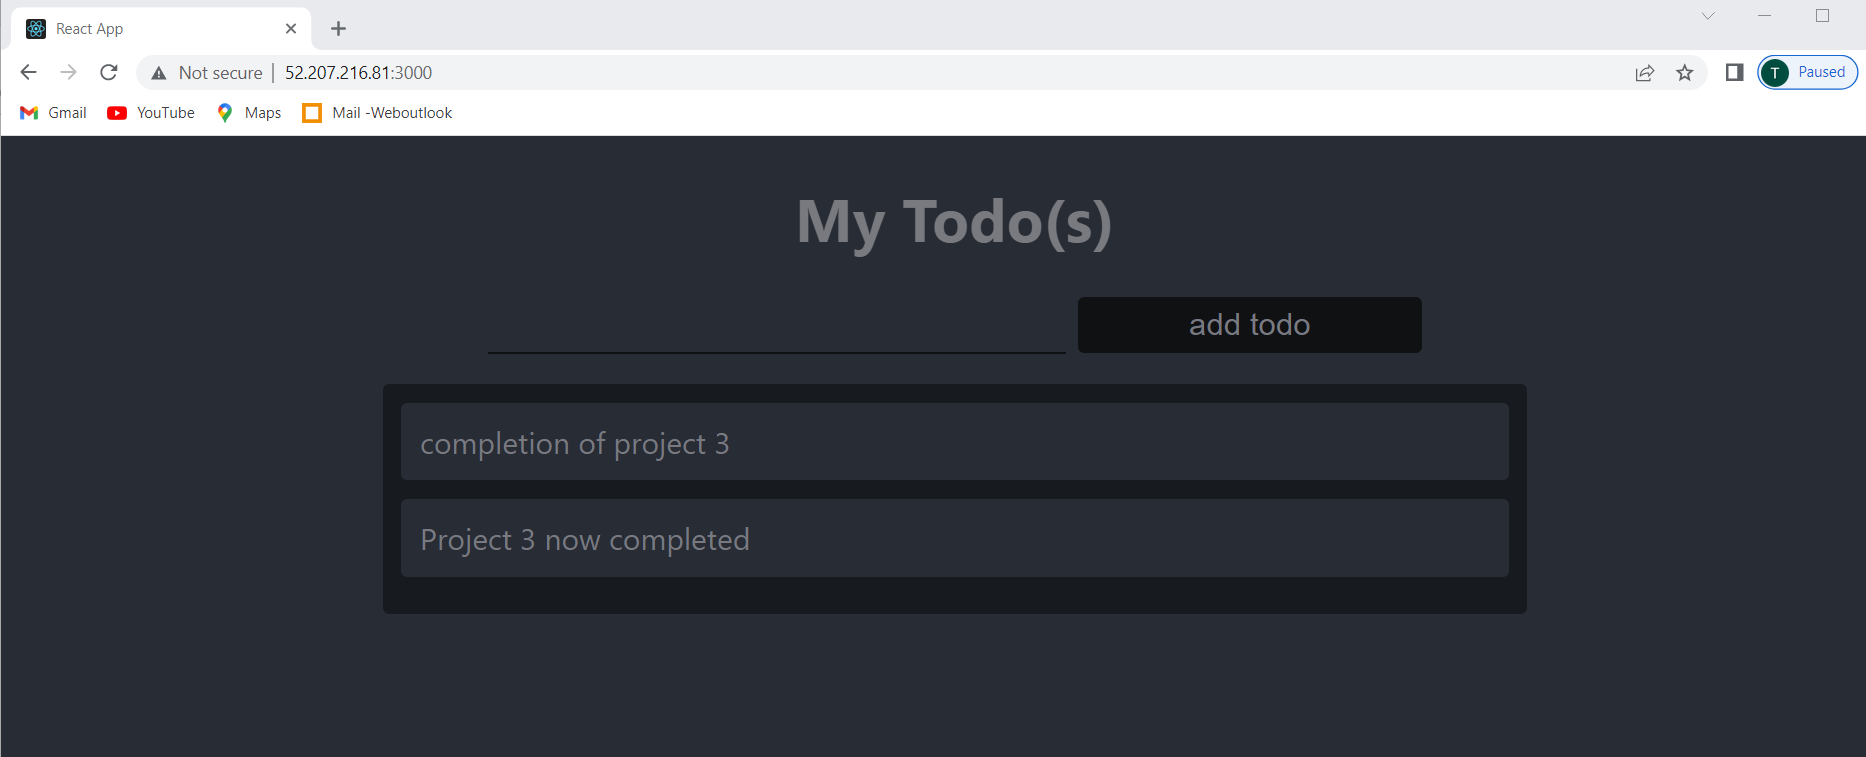 React App
Not secure | 52.207.216.81:3000
T Paused
Gmail YouTube Maps Mail -Weboutlook
My Todo(s)
add todo
completion of project 3
Project 3 now completed